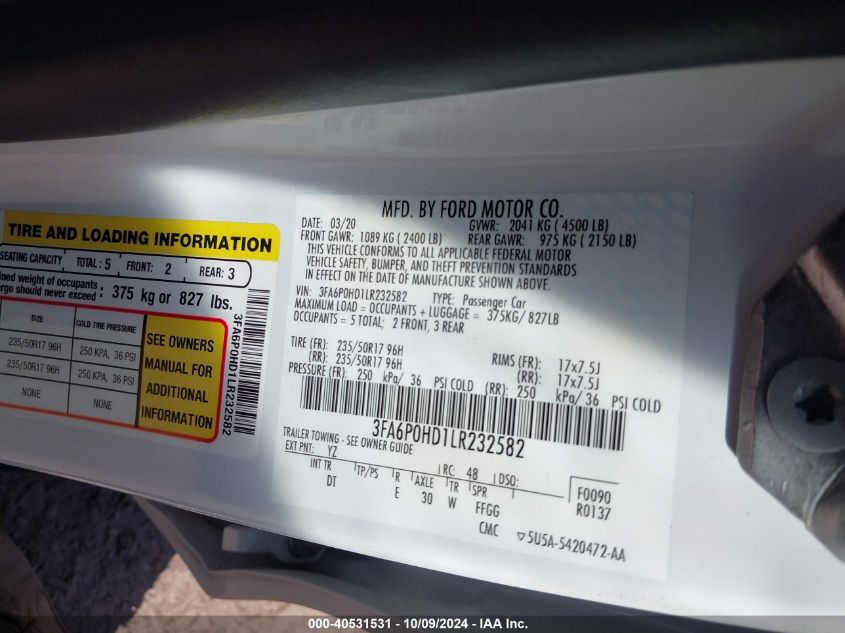 TIRE AND LOADING INFORMATION
SEATING CAPACITY TOTAL: 5 FRONT: 2 REAR: 3
ined weight of occupants
rgo should never exceed : 375 kg or 827 lbs.
SIZE COLD TIRE PRESSURE
235/50R17 96H 250 KPA, 36 PSI
235/50R17 96H 250 KPA, 36 PSI
NONE NONE
SEE OWNERS
MANUAL FOR
ADDITIONAL
INFORMATION
3FA6P0HD1LR232582
MFD. BY FORD MOTOR CO.
DATE: 03/20 GVWR: 2041 KG ( 4500 LB)
FRONT GAWR: 1089 KG ( 2400 LB) REAR GAWR: 975 KG ( 2150 LB)
THIS VEHICLE CONFORMS TO ALL APPLICABLE FEDERAL MOTOR
VEHICLE SAFETY, BUMPER, AND THEFT PREVENTION STANDARDS
IN EFFECT ON THE DATE OF MANUFACTURE SHOWN ABOVE.
VIN: 3FA6P0HD1LR232582 TYPE: Passenger Car
MAXIMUM LOAD = OCCUPANTS + LUGGAGE = 375KG/ 827LB
OCCUPANTS = 5 TOTAL; 2 FRONT, 3 REAR
TIRE (FR): 235/50R17 96H RIMS (FR): 17x7.5J
(RR): 235/50R17 96H (RR): 17x7.5J
PRESSURE (FR): 250 kPa/ 36 PSI COLD (RR): 250 kPa/ 36 PSI COLD
3FA6P0HD1LR232582
TRAILER TOWING - SEE OWNER GUIDE
EXT PNT: YZ RC: 48 DSO:
INT TR TP/PS R AXLE TR SPR F0090
DT E 30 W FFGG R0137
CMC ▽5U5A-5420472-AA
000-40531531 - 10/09/2024 - IAA Inc.